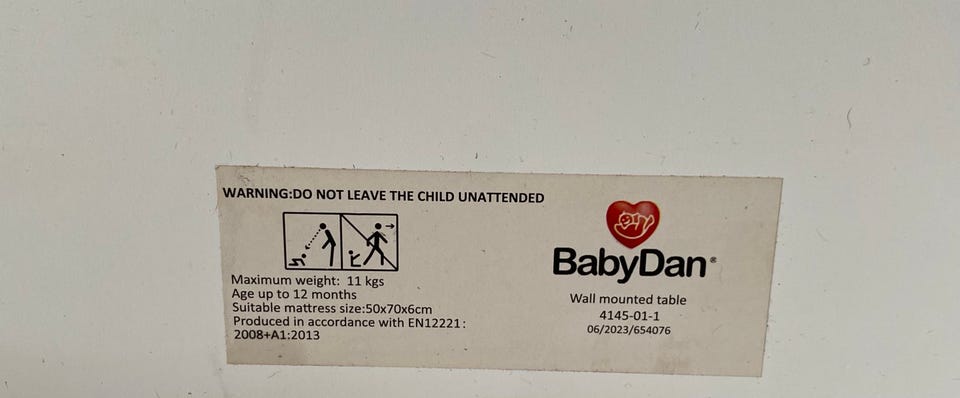 WARNING:DO NOT LEAVE THE CHILD UNATTENDED
Maximum weight: 11 kgs
Age up to 12 months
Suitable mattress size:50x70x6cm
Produced in accordance with EN12221:
2008+A1:2013
BabyDan®
Wall mounted table
4145-01-1
06/2023/654076